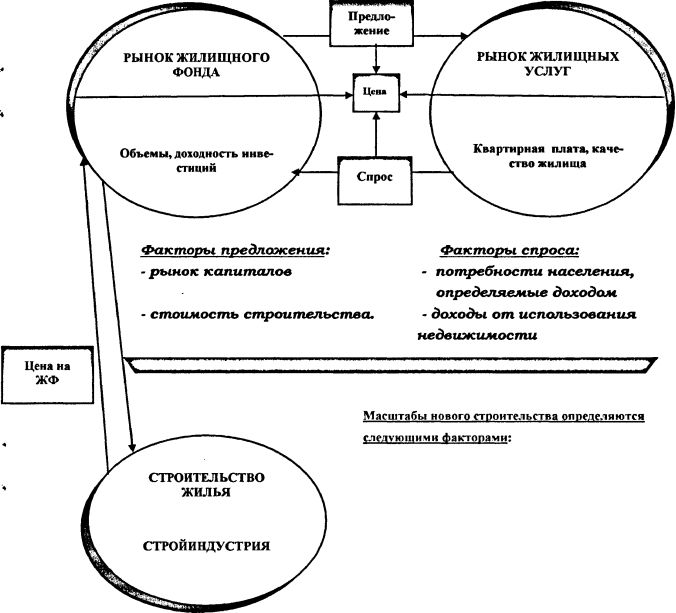 Предло-
жение
РЫНОК ЖИЛИЩНОГО
ФОНДА
РЫНОК ЖИЛИЩНЫХ
УСЛУГ
Цена
Объемы, доходность инве-
стиций
Спрос
Квартирная плата, каче-
ство жилища
Факторы предложения:
- рынок капиталов
- стоимость строительства.
Факторы спроса:
- потребности населения,
определяемые доходом
- доходы от использования
недвижимости
Цена на
ЖФ
Масштабы нового строительства определяются
следующими факторами:
СТРОИТЕЛЬСТВО
ЖИЛЬЯ
СТРОЙИНДУСТРИЯ